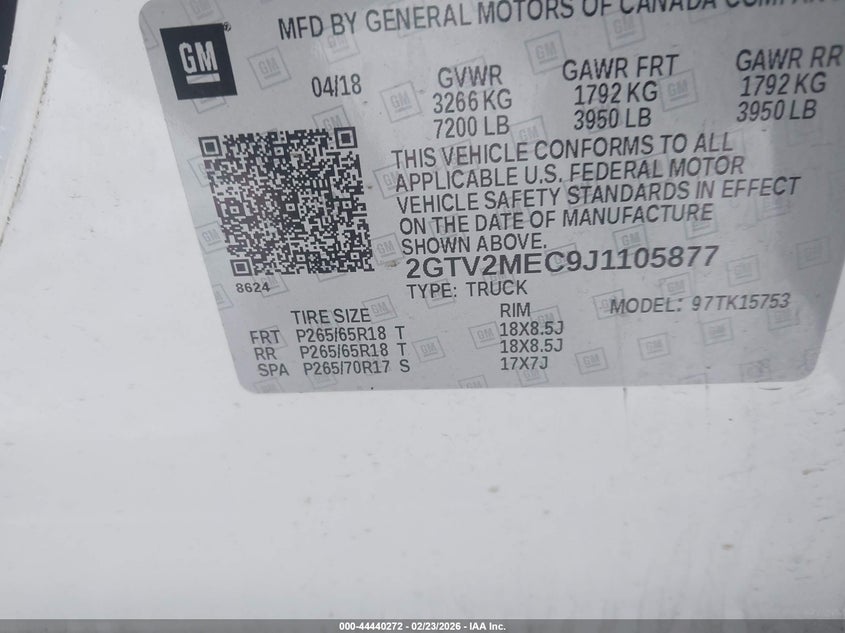 GM
MFD BY GENERAL MOTORS OF CANADA COMPANY
04/18
GVWR GAWR FRT GAWR RR
3266 KG 1792 KG 1792 KG
7200 LB 3950 LB 3950 LB
THIS VEHICLE CONFORMS TO ALL
APPLICABLE U.S. FEDERAL MOTOR
VEHICLE SAFETY STANDARDS IN EFFECT
ON THE DATE OF MANUFACTURE
SHOWN ABOVE.
2GTV2MEC9J1105877
8624
TYPE: TRUCK
MODEL: 97TK15753
TIRE SIZE RIM
FRT P265/65R18 T 18X8.5J
RR P265/65R18 T 18X8.5J
SPA P265/70R17 S 17X7J
000-44440272 - 02/23/2026 - IAA Inc.